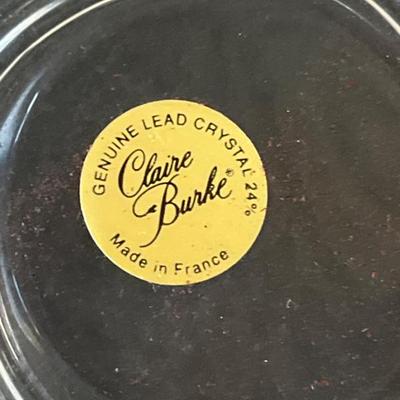 GENUINE LEAD CRYSTAL 24%
Claire
Burke®
Made in France